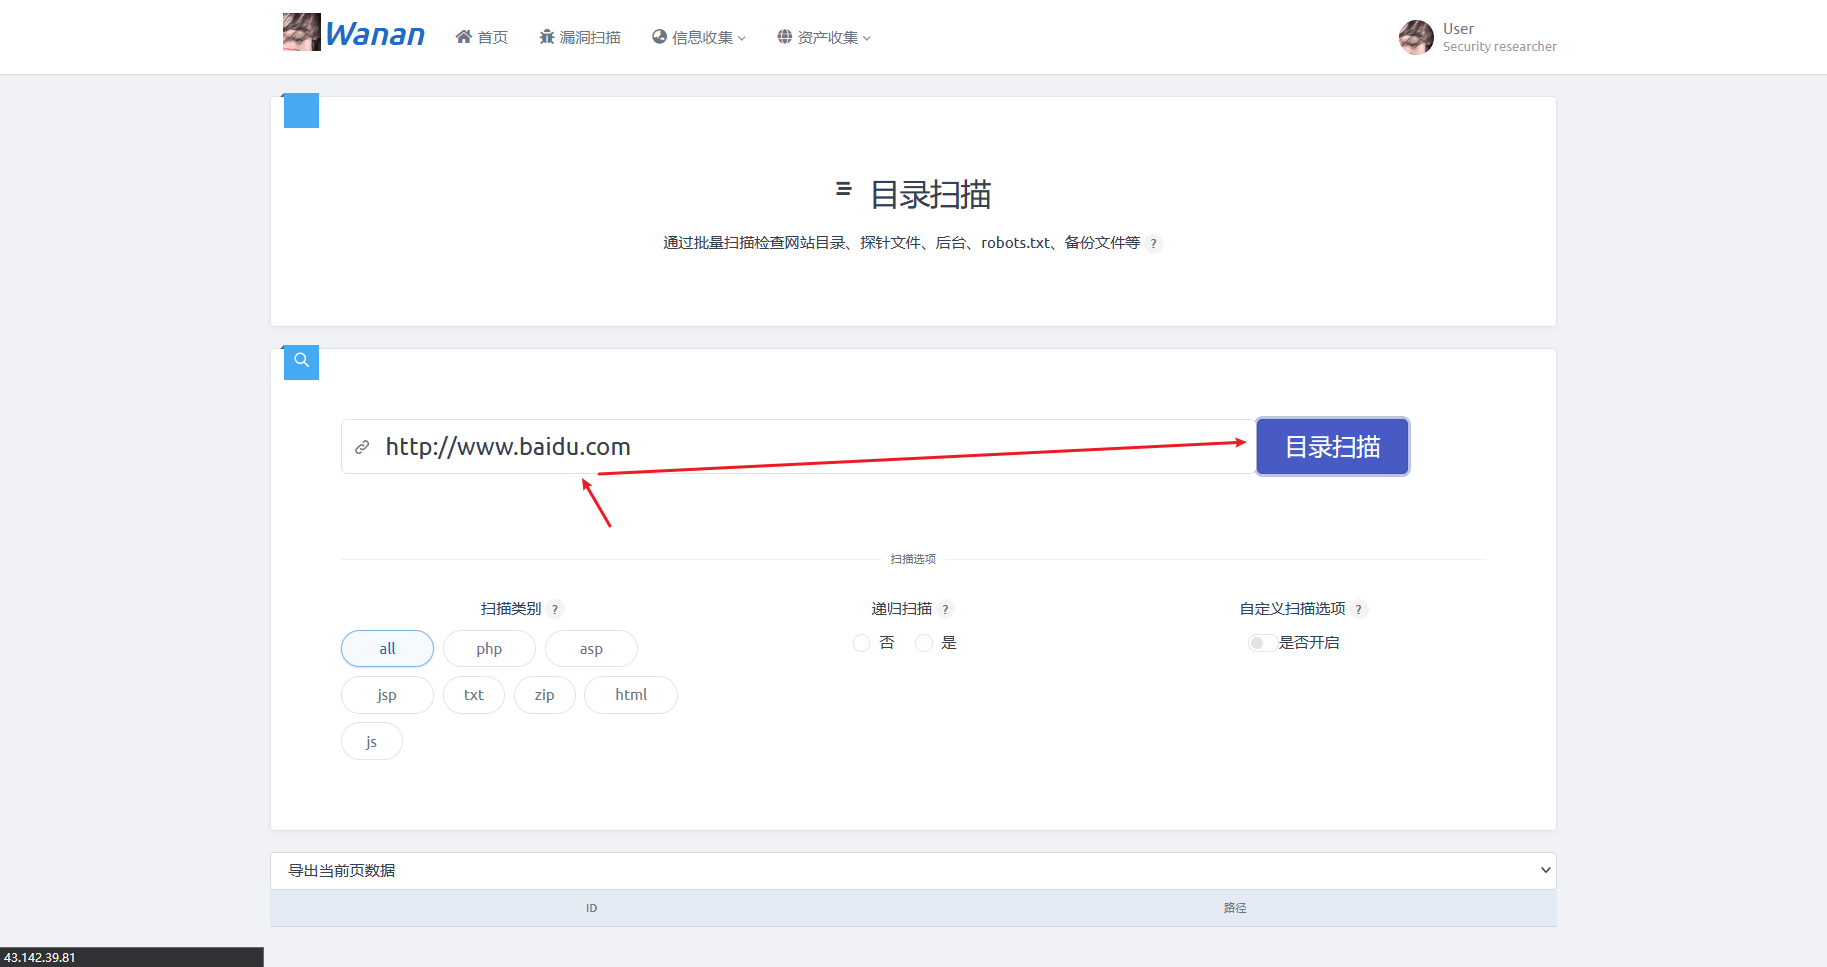 Wanan 首页 漏洞扫描 信息收集 资产收集 User
Security researcher
目录扫描
通过批量扫描检查网站目录、探针文件、后台、robots.txt、备份文件等 ?
http://www.baidu.com 目录扫描
扫描选项
扫描类别 ? 递归扫描 ? 自定义扫描选项 ?
all php asp 否 是 是否开启
jsp txt zip html
js
导出当前页数据
ID 路径
43.142.39.81